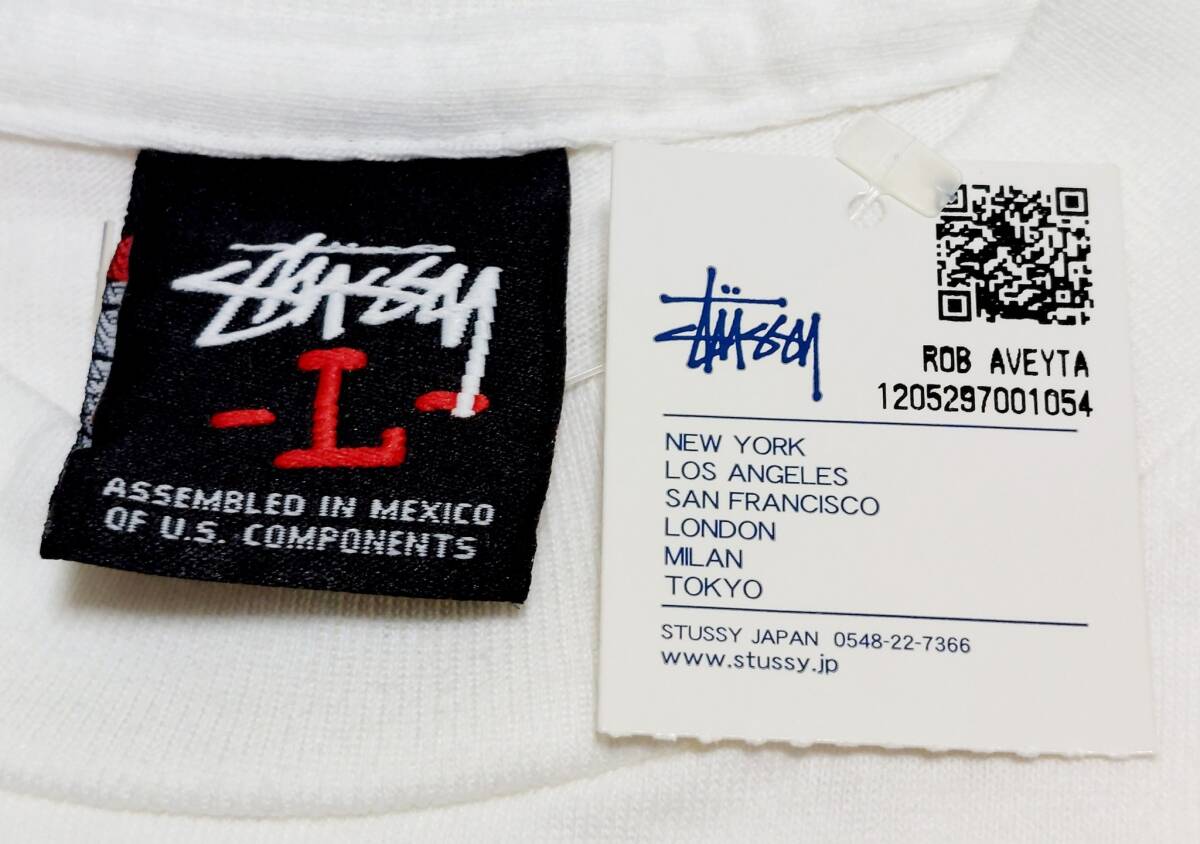 STÜSSY
-L-
ASSEMBLED IN MEXICO
OF U.S. COMPONENTS
stüssy
ROB AVEYTA
1205297001054
NEW YORK
LOS ANGELES
SAN FRANCISCO
LONDON
MILAN
TOKYO
STUSSY JAPAN 0548-22-7366
www.stussy.jp